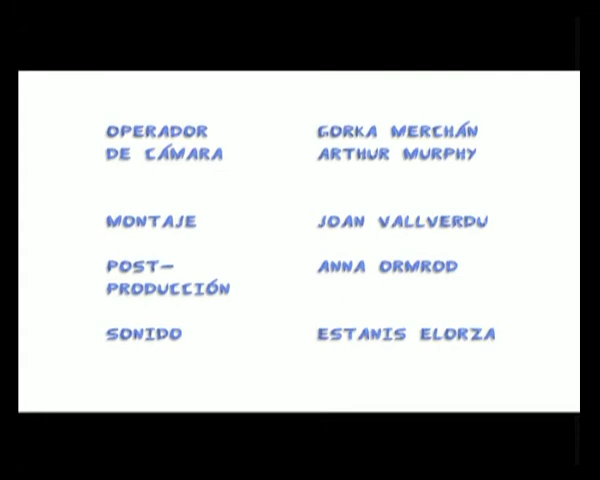 OPERADOR GORKA MERCHÁN
DE CÁMARA ARTHUR MURPHY
MONTAJE JOAN VALLVERDU
POST- ANNA ORMROD
PRODUCCIÓN
SONIDO ESTANIS ELORZA